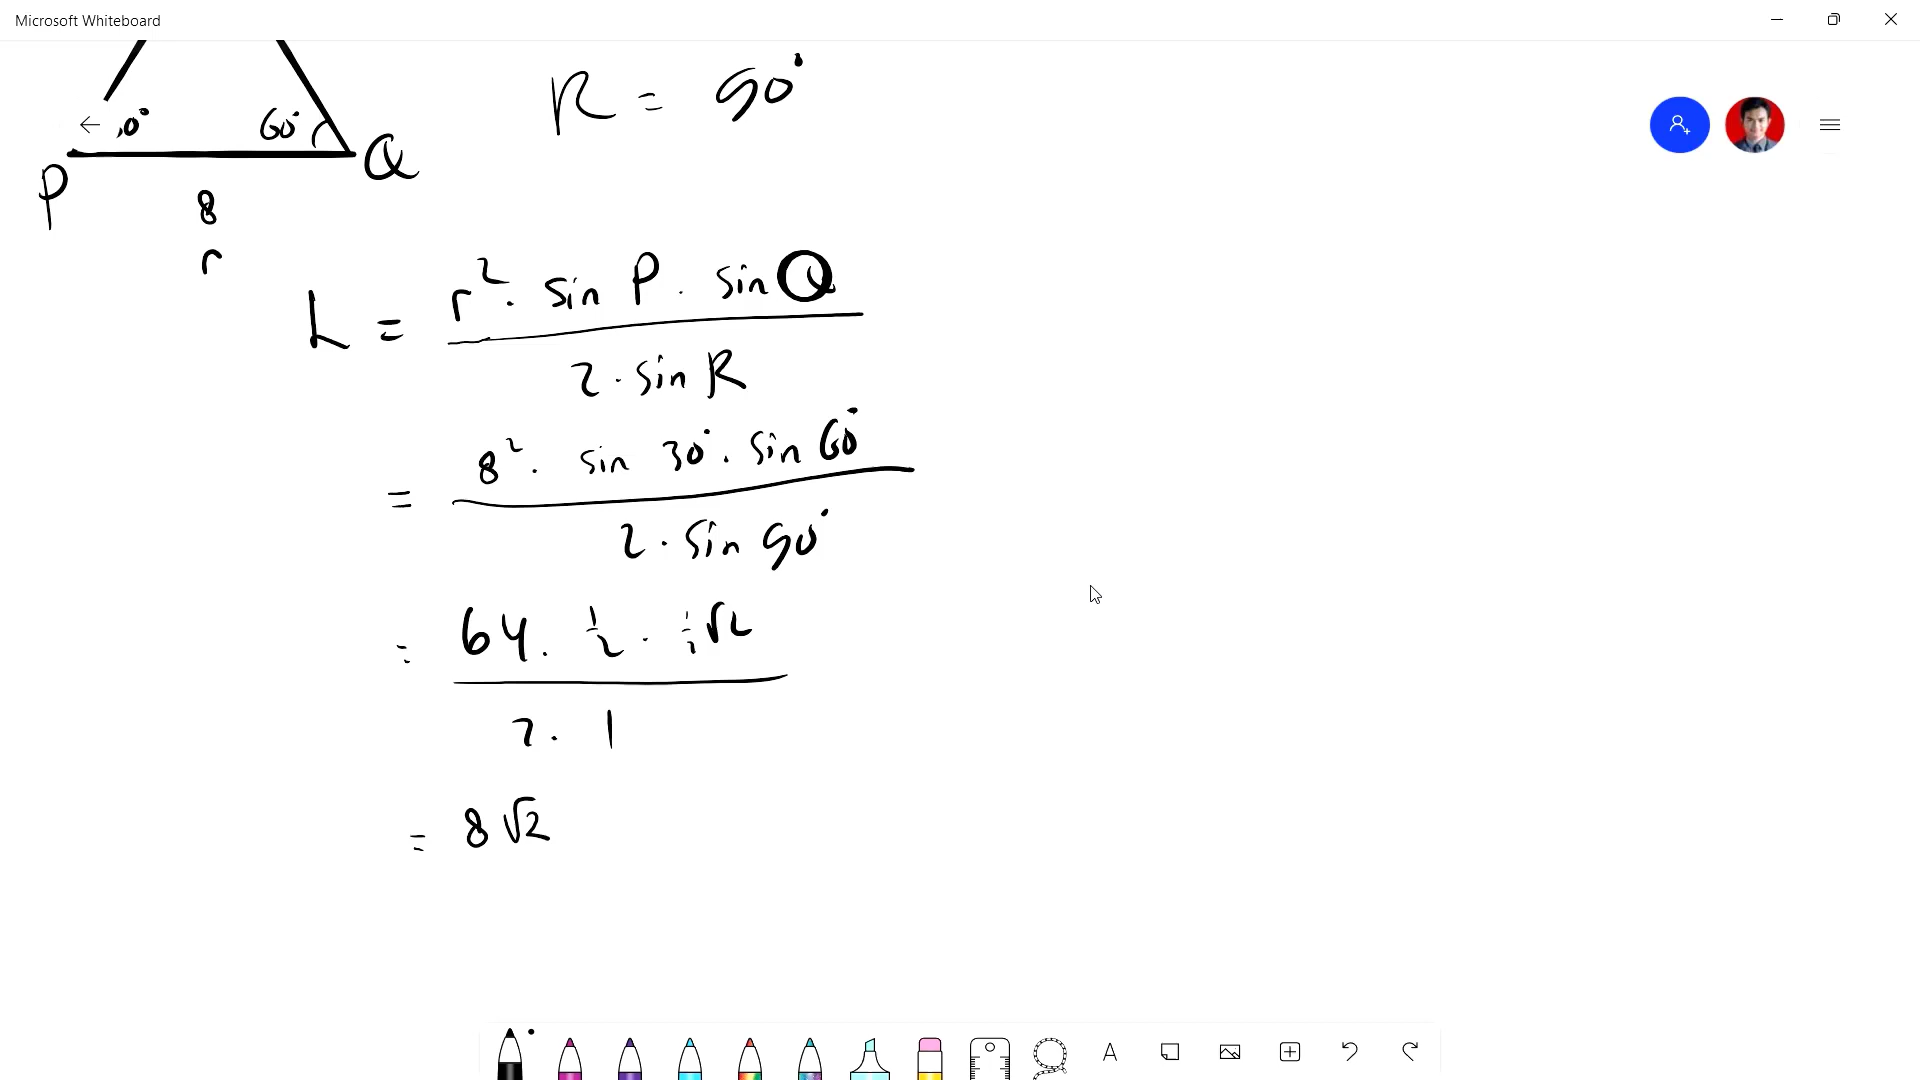 Microsoft Whiteboard
R = 90°
0° 60°
P Q
8
r
L = r². sin P . sin Q / 2 . sin R
= 8² . sin 30° . sin 60° / 2 . sin 90°
= 64 . 1/2 . 1/2 √2 / 2 . 1
= 8 √2
A